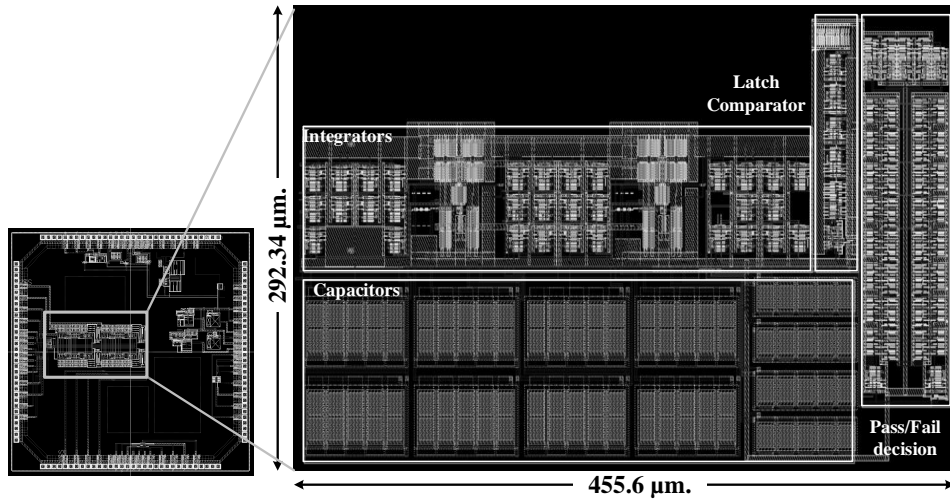 Latch
Comparator
Integrators
292.34 µm.
Capacitors
Pass/Fail
decision
455.6 µm.